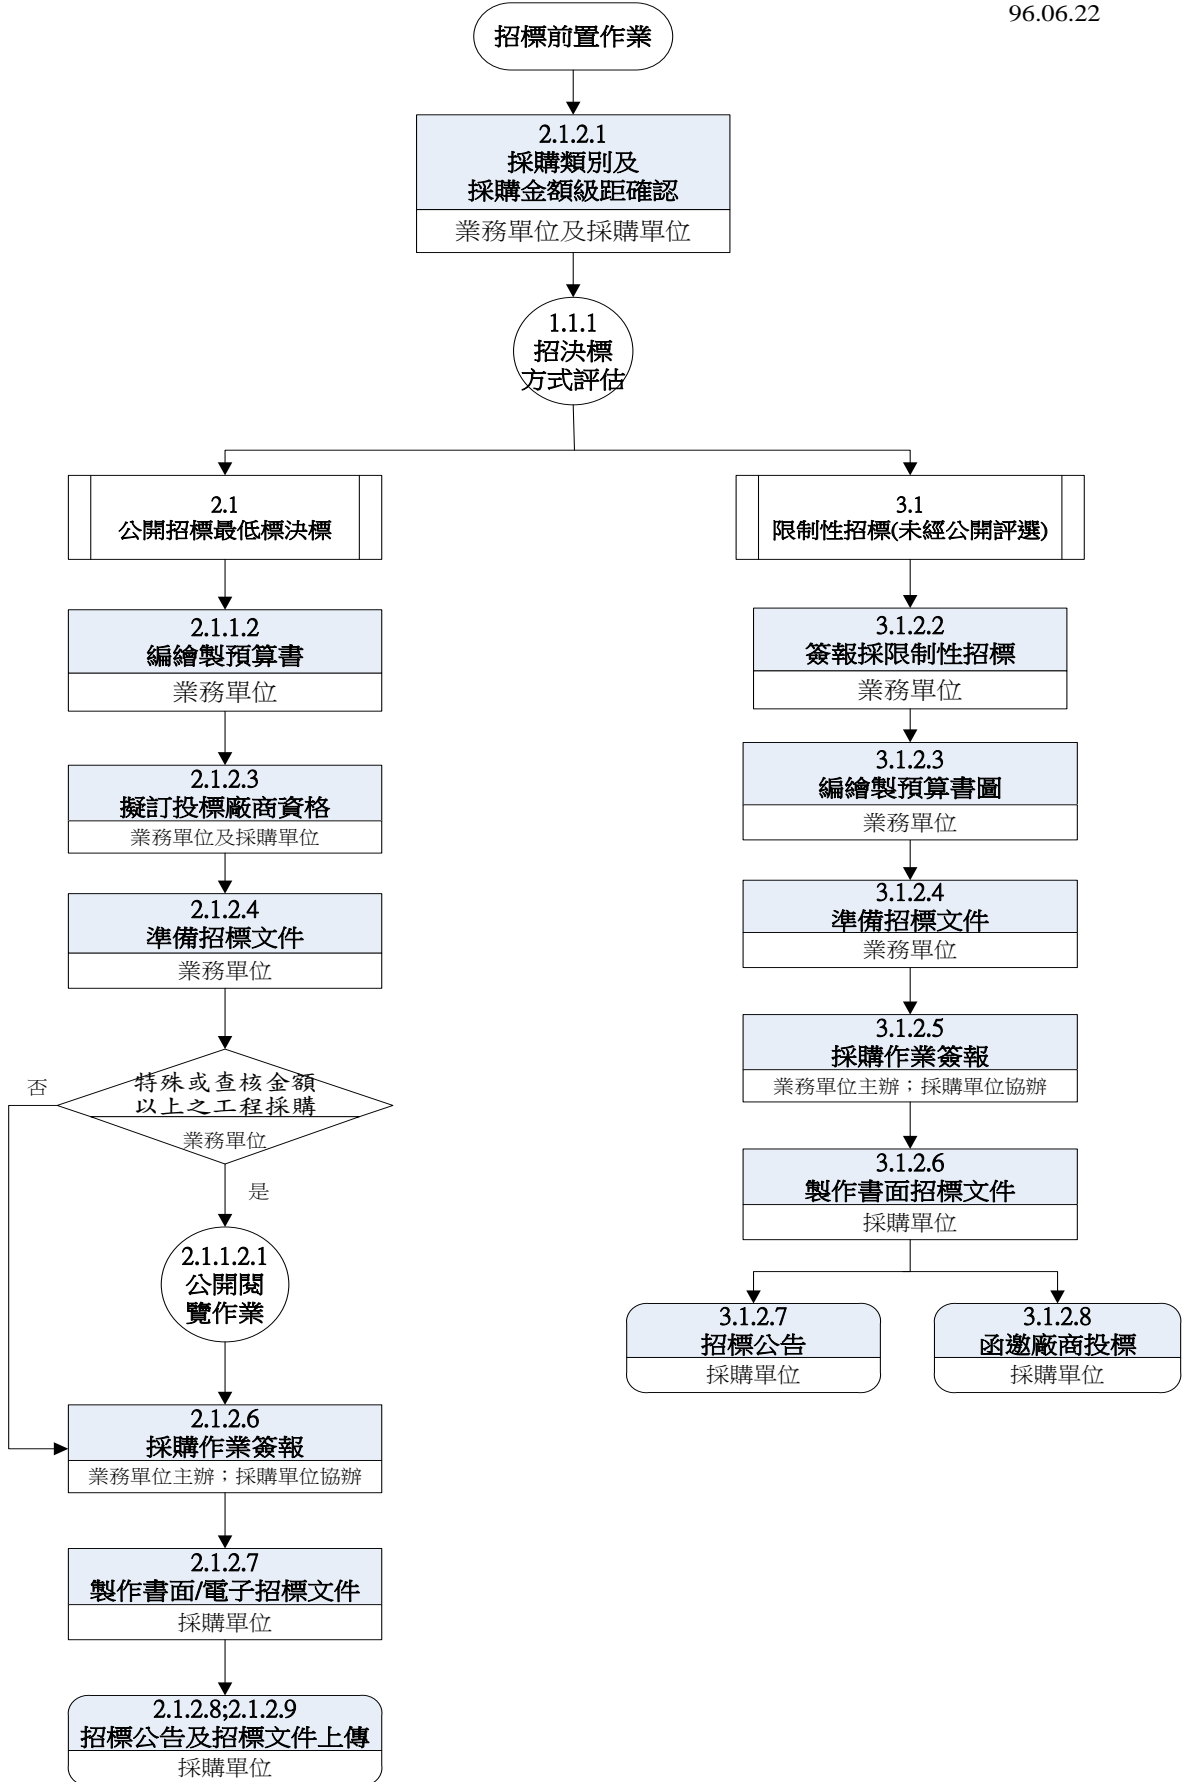 96.06.22
招標前置作業
2.1.2.1
採購類別及
採購金額級距確認
業務單位及採購單位
1.1.1
招決標
方式評估
2.1
公開招標最低標決標
2.1.1.2
編繪製預算書
業務單位
2.1.2.3
擬訂投標廠商資格
業務單位及採購單位
2.1.2.4
準備招標文件
業務單位
特殊或查核金額
以上之工程採購
業務單位
否
是
2.1.1.2.1
公開閱
覽作業
2.1.2.6
採購作業簽報
業務單位主辦；採購單位協辦
2.1.2.7
製作書面/電子招標文件
採購單位
2.1.2.8;2.1.2.9
招標公告及招標文件上傳
採購單位
3.1
限制性招標(未經公開評選)
3.1.2.2
簽報採限制性招標
業務單位
3.1.2.3
編繪製預算書圖
業務單位
3.1.2.4
準備招標文件
業務單位
3.1.2.5
採購作業簽報
業務單位主辦；採購單位協辦
3.1.2.6
製作書面招標文件
採購單位
3.1.2.7
招標公告
採購單位
3.1.2.8
函邀廠商投標
採購單位